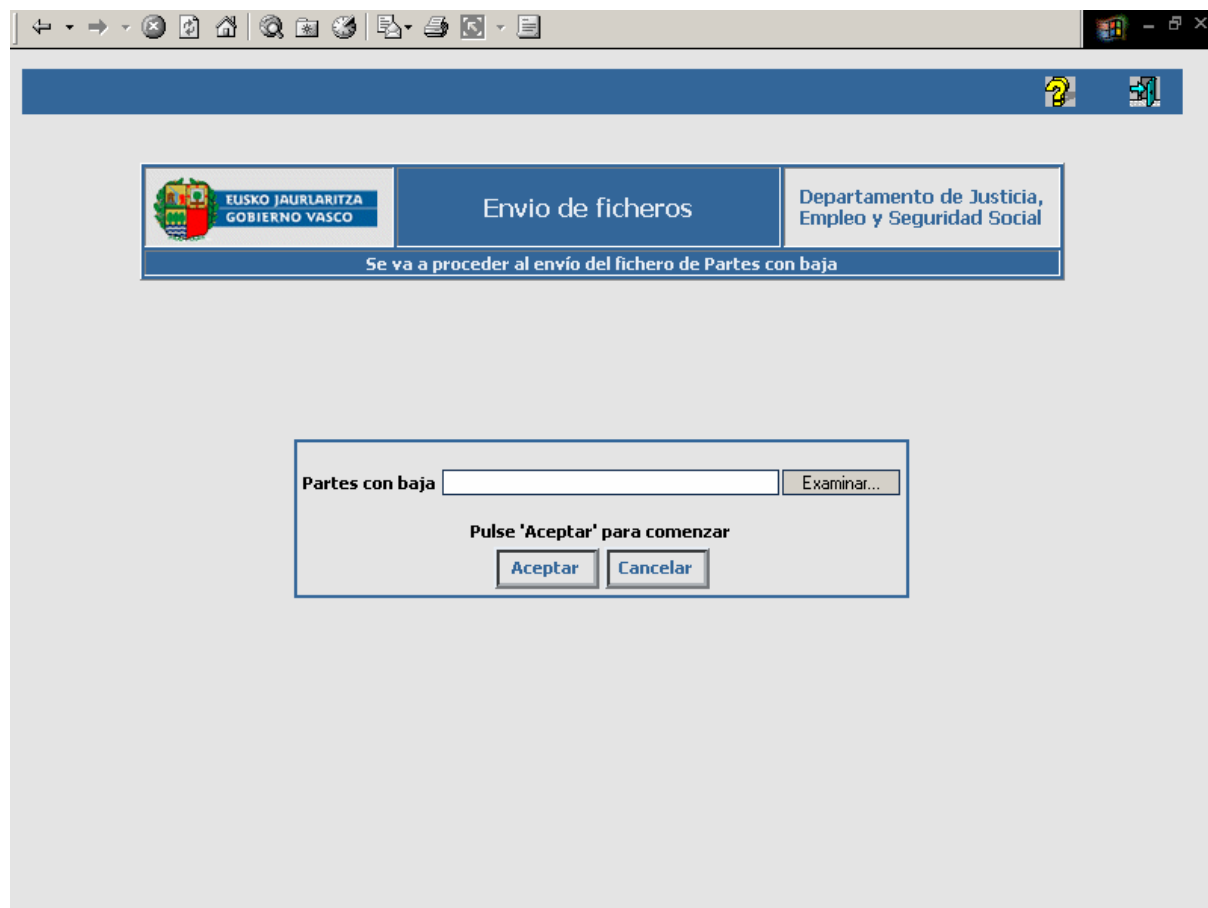 EUSKO JAURLARITZA
GOBIERNO VASCO
Envio de ficheros
Departamento de Justicia,
Empleo y Seguridad Social
Se va a proceder al envío del fichero de Partes con baja
Partes con baja
Examinar...
Pulse 'Aceptar' para comenzar
Aceptar
Cancelar